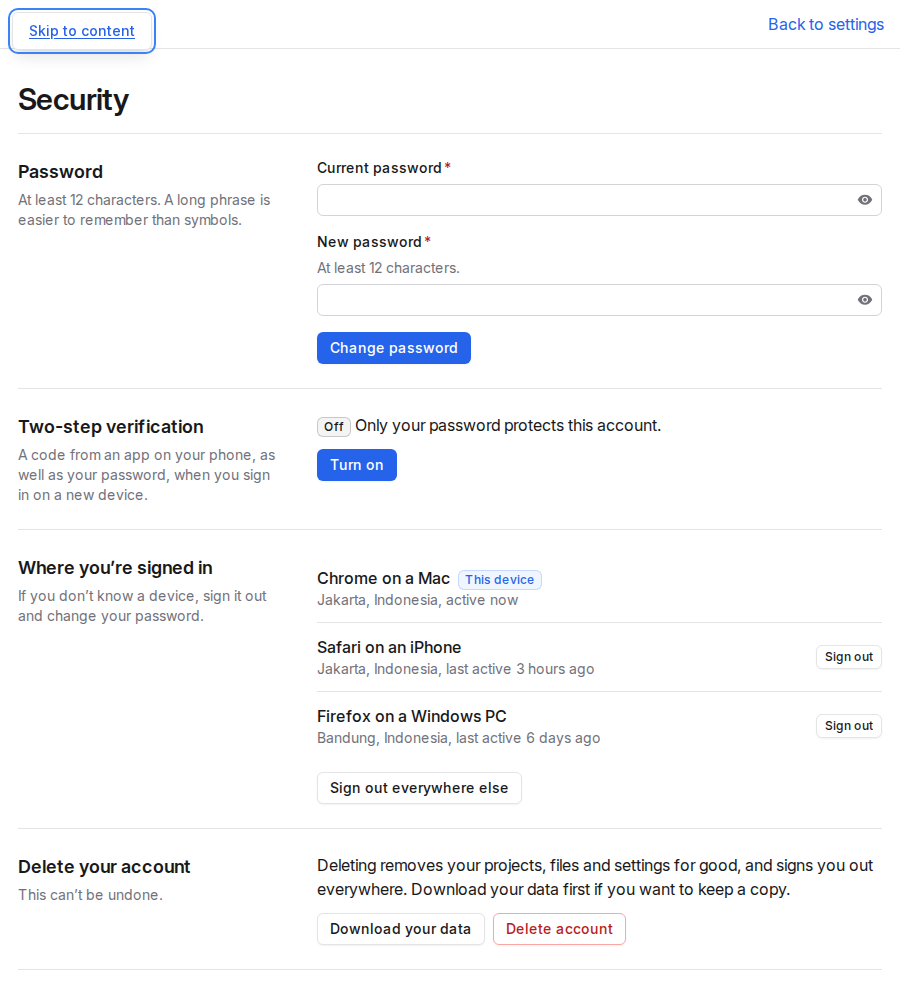 Skip to content
Back to settings
Security
Password
At least 12 characters. A long phrase is
easier to remember than symbols.
Current password*
New password*
At least 12 characters.
Change password
Two-step verification
A code from an app on your phone, as
well as your password, when you sign
in on a new device.
Off Only your password protects this account.
Turn on
Where you’re signed in
If you don’t know a device, sign it out
and change your password.
Chrome on a Mac This device
Jakarta, Indonesia, active now
Safari on an iPhone
Jakarta, Indonesia, last active 3 hours ago
Sign out
Firefox on a Windows PC
Bandung, Indonesia, last active 6 days ago
Sign out
Sign out everywhere else
Delete your account
This can’t be undone.
Deleting removes your projects, files and settings for good, and signs you out
everywhere. Download your data first if you want to keep a copy.
Download your data Delete account